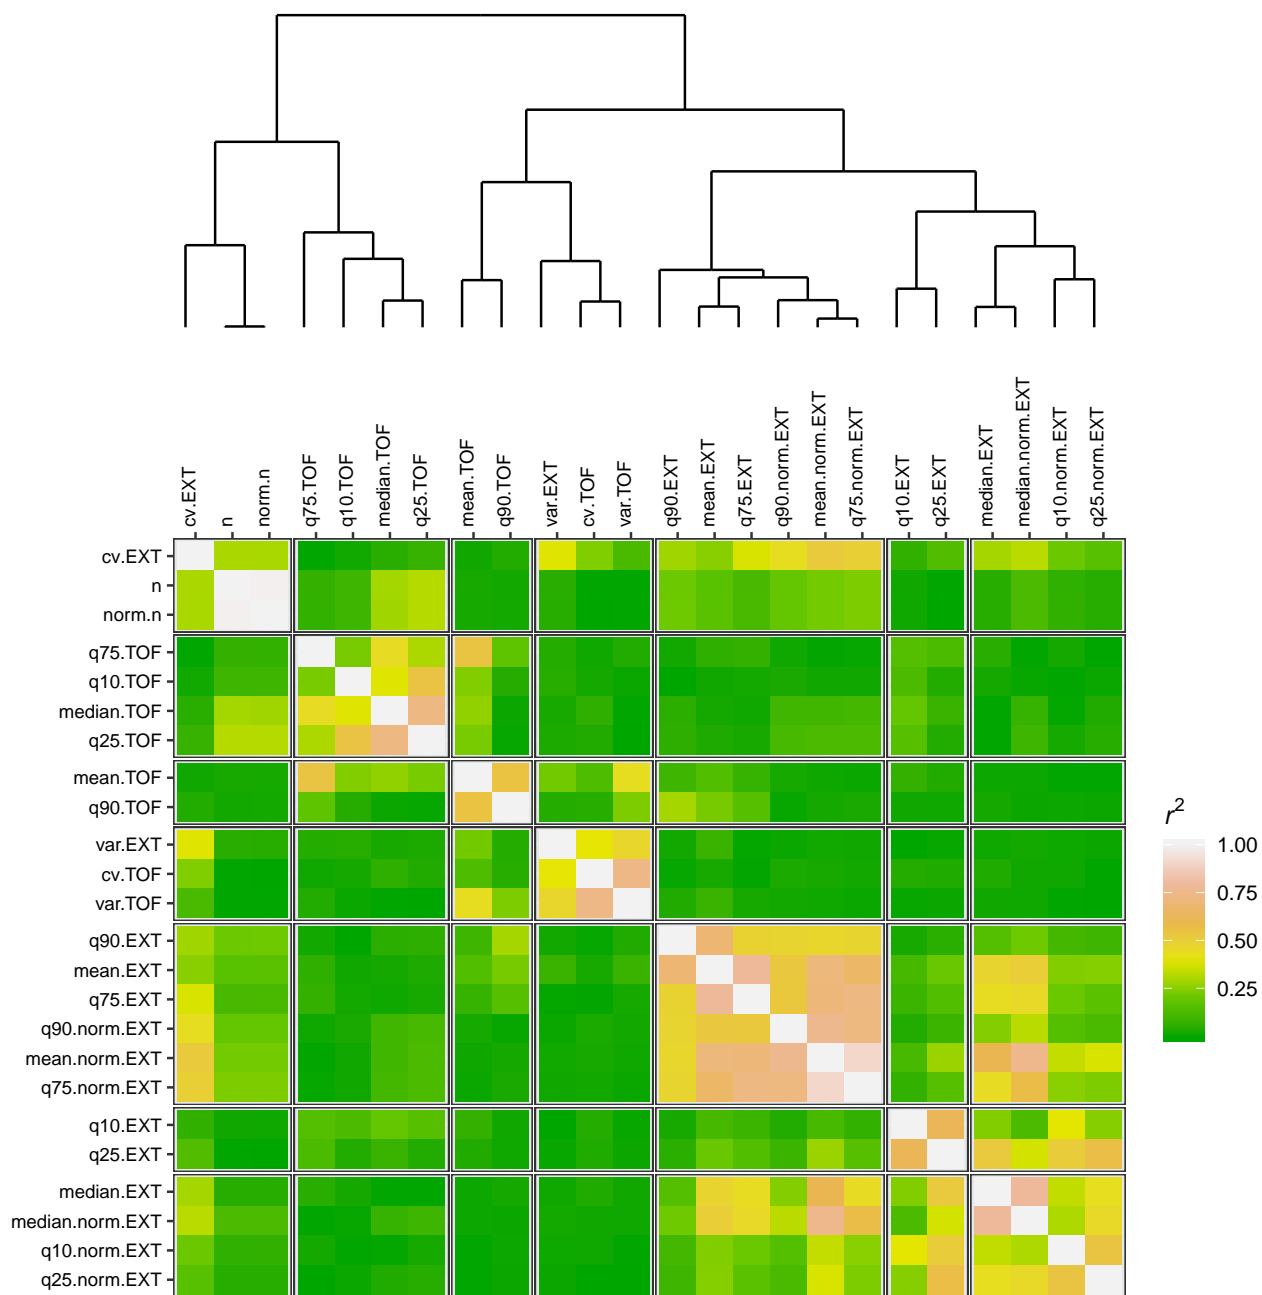 cv.EXT
n
norm.n
q75.TOF
q10.TOF
median.TOF
q25.TOF
mean.TOF
q90.TOF
var.EXT
cv.TOF
var.TOF
q90.EXT
mean.EXT
q75.EXT
q90.norm.EXT
mean.norm.EXT
q75.norm.EXT
q10.EXT
q25.EXT
median.EXT
median.norm.EXT
q10.norm.EXT
q25.norm.EXT
cv.EXT
n
norm.n
q75.TOF
q10.TOF
median.TOF
q25.TOF
mean.TOF
q90.TOF
var.EXT
cv.TOF
var.TOF
q90.EXT
mean.EXT
q75.EXT
q90.norm.EXT
mean.norm.EXT
q75.norm.EXT
q10.EXT
q25.EXT
median.EXT
median.norm.EXT
q10.norm.EXT
q25.norm.EXT
r²
1.00
0.75
0.50
0.25